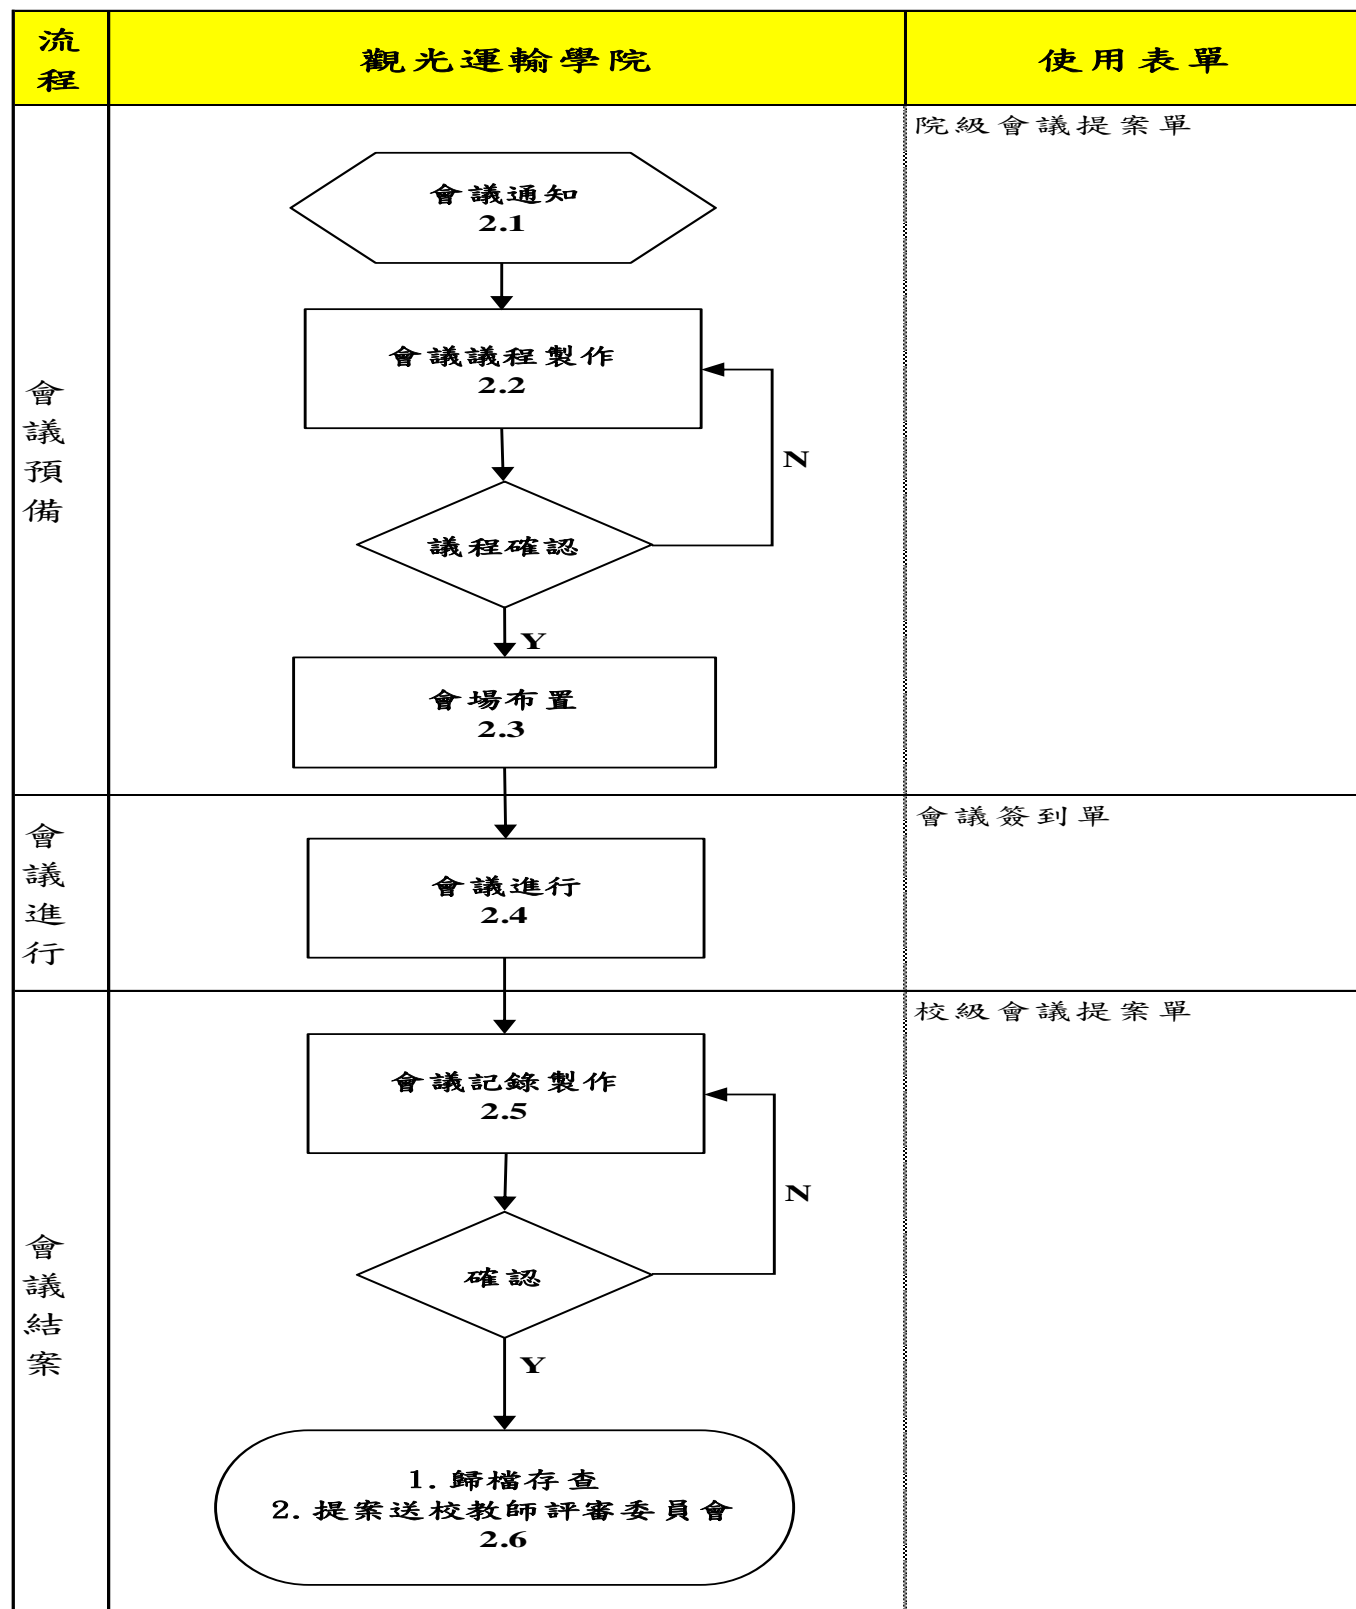 流程
觀光運輸學院
使用表單
會議預備
院級會議提案單
會議通知
2.1
會議議程製作
2.2
N
議程確認
Y
會場布置
2.3
會議進行
會議簽到單
會議進行
2.4
會議結案
校級會議提案單
會議記錄製作
2.5
N
確認
Y
1. 歸檔存查
2. 提案送校教師評審委員會
2.6